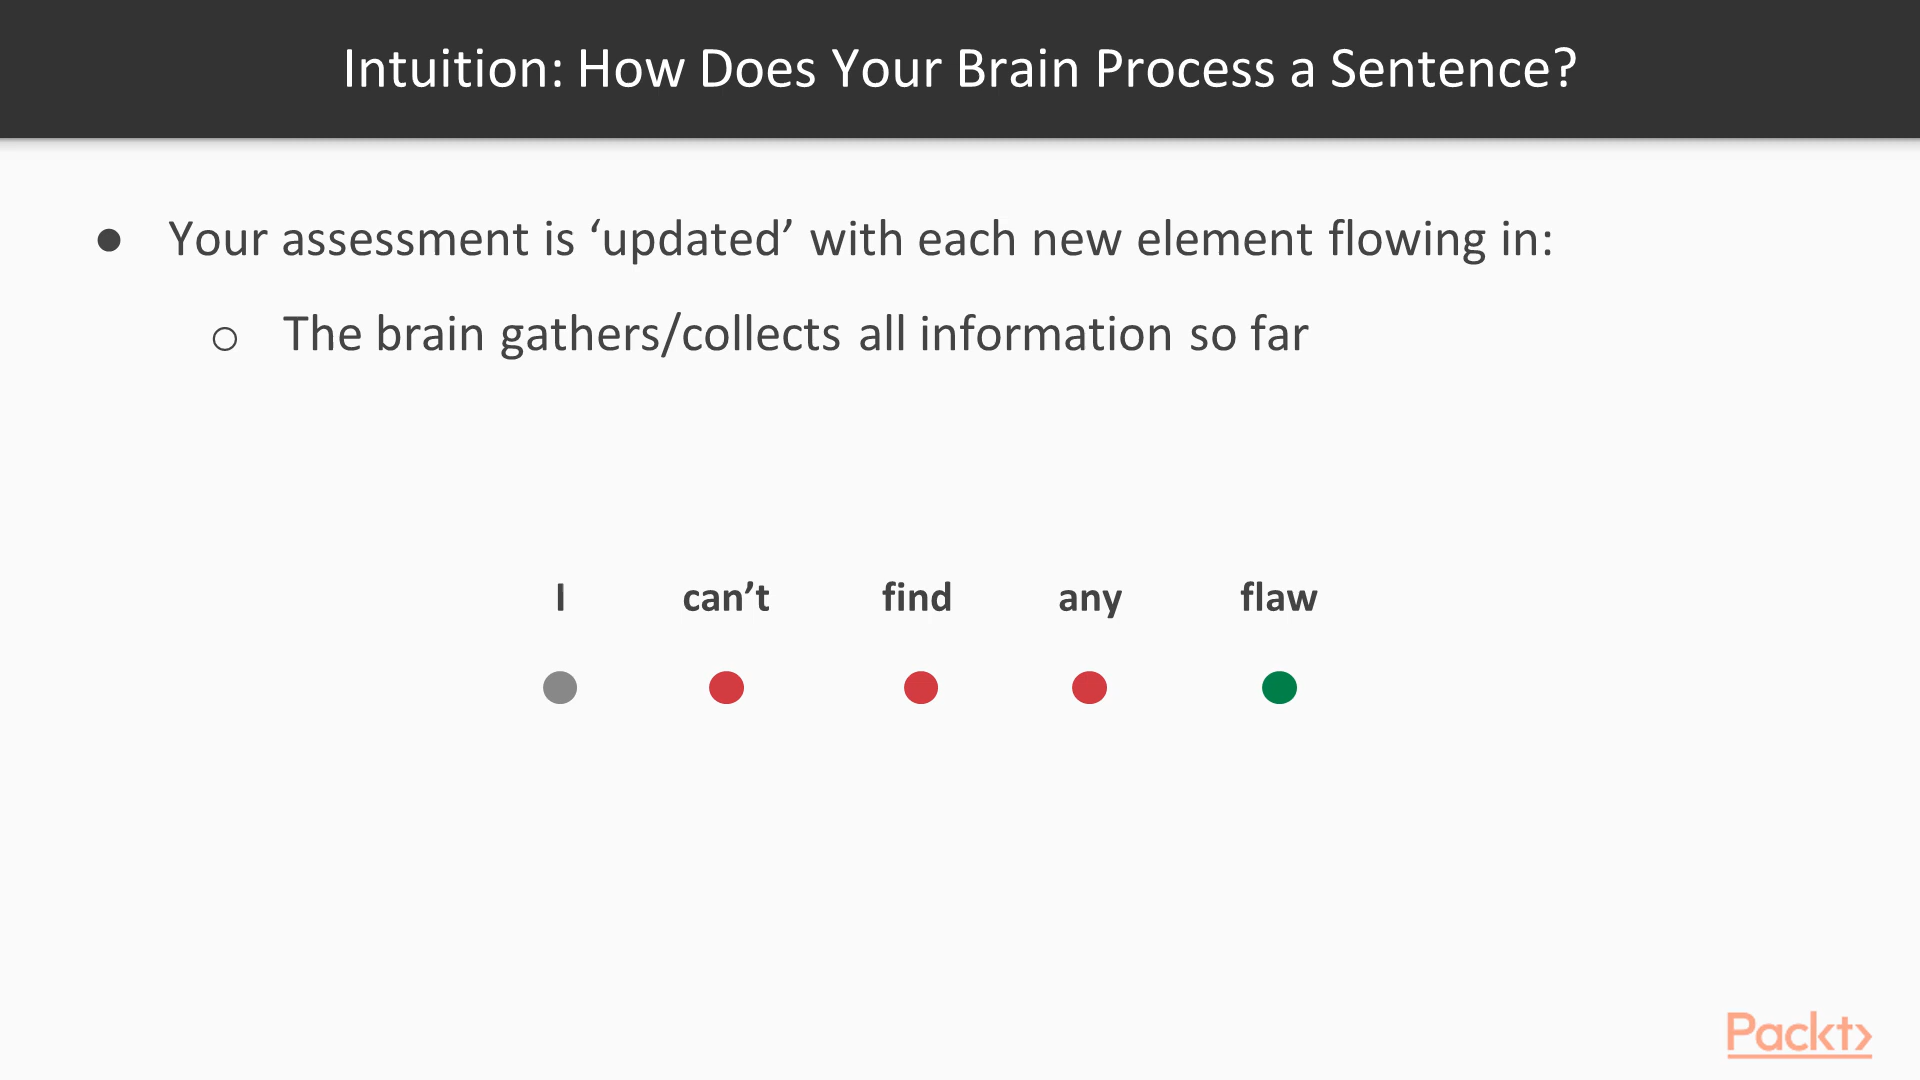 Intuition: How Does Your Brain Process a Sentence?
● Your assessment is ‘updated’ with each new element flowing in:
○ The brain gathers/collects all information so far
I can’t find any flaw
Packt>